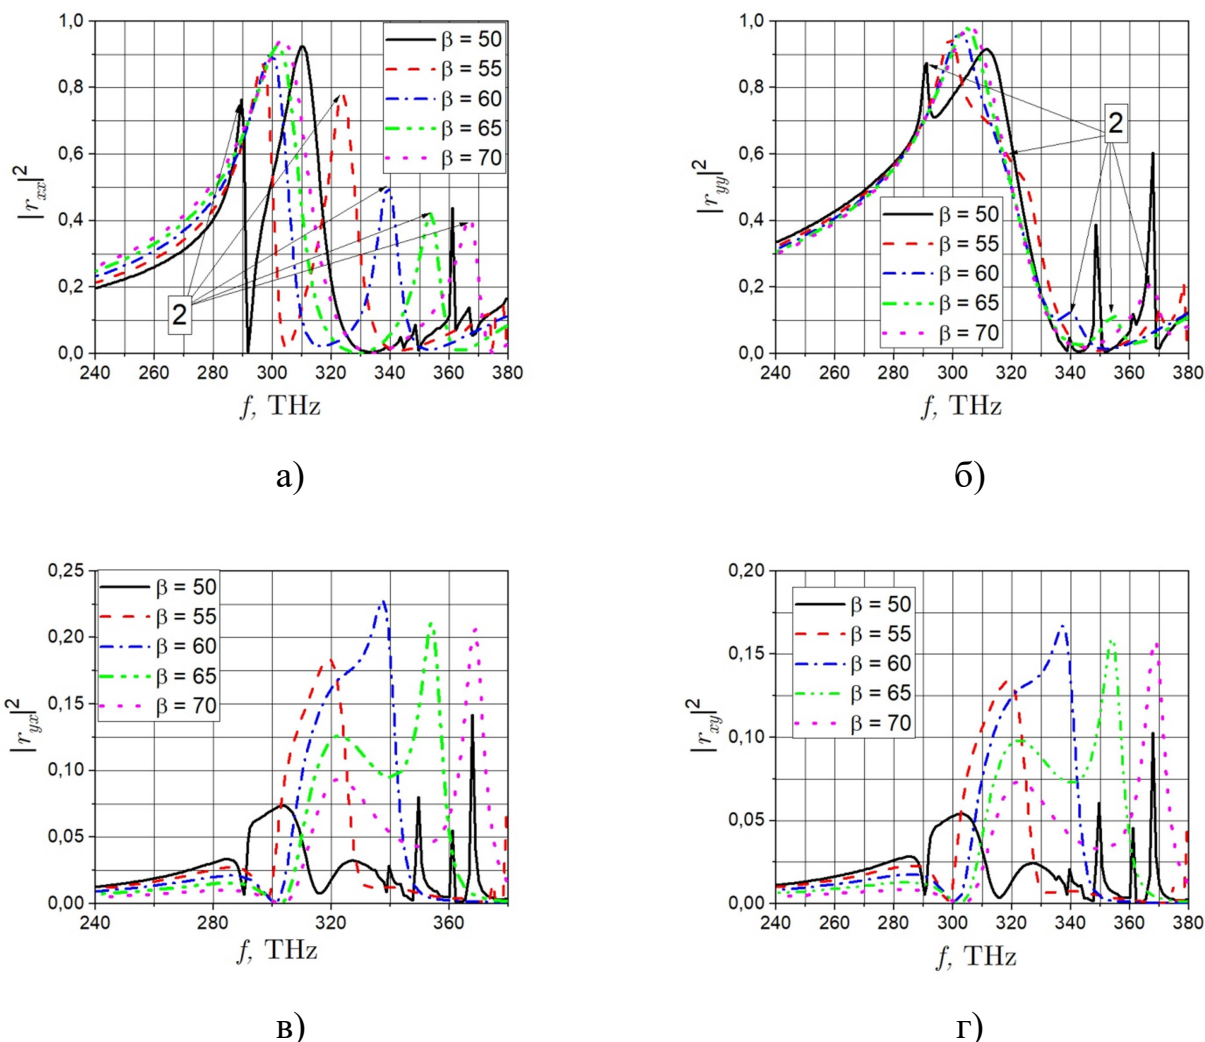 |r_xx|²
1,0
0,8
0,6
0,4
0,2
0,0
β = 50
β = 55
β = 60
β = 65
β = 70
2
240 260 280 300 320 340 360 380
f, THz
а)
|r_yy|²
1,0
0,8
0,6
0,4
0,2
0,0
2
β = 50
β = 55
β = 60
β = 65
β = 70
240 260 280 300 320 340 360 380
f, THz
б)
|r_yx|²
0,25
0,20
0,15
0,10
0,05
0,00
β = 50
β = 55
β = 60
β = 65
β = 70
240 260 280 300 320 340 360 380
f, THz
в)
|r_xy|²
0,20
0,15
0,10
0,05
0,00
β = 50
β = 55
β = 60
β = 65
β = 70
240 260 280 300 320 340 360 380
f, THz
г)